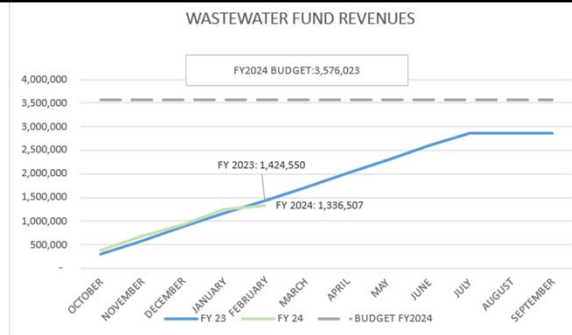 WASTEWATER FUND REVENUES
FY2024 BUDGET:3,576,023
4,000,000
3,500,000
3,000,000
2,500,000
2,000,000
1,500,000
1,000,000
500,000
-
FY 2023: 1,424,550
FY 2024: 1,336,507
OCTOBER
NOVEMBER
DECEMBER
JANUARY
FEBRUARY
MARCH
APRIL
MAY
JUNE
JULY
AUGUST
SEPTEMBER
FY 23 FY 24 BUDGET FY2024